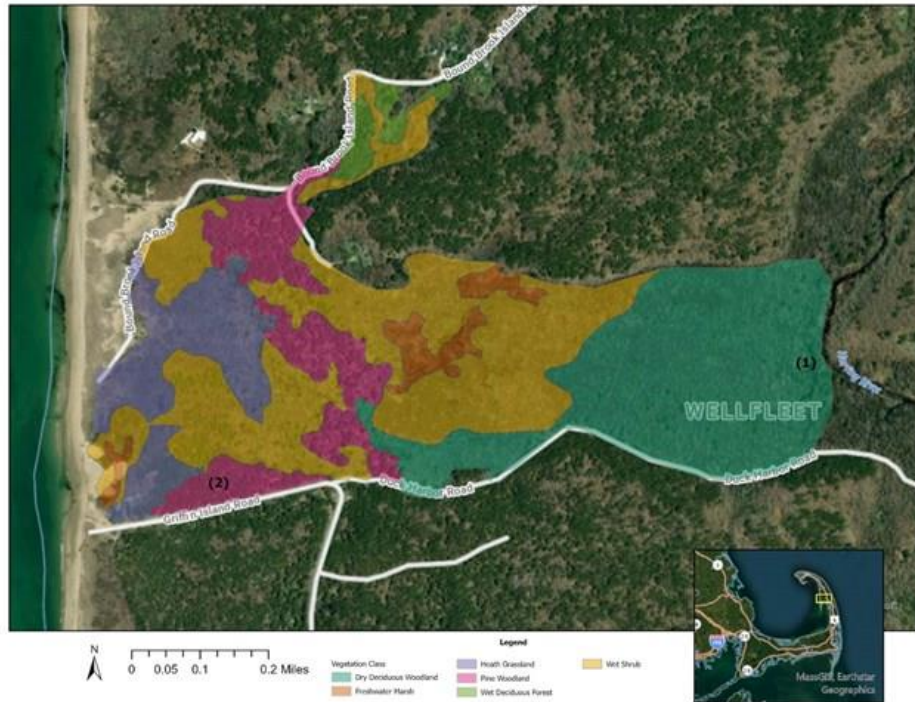 Bound Brook Island Road
Bound Brook Island Road
Bound Brook Island Road
(1)
Herring River
WELLFLEET
(2)
Duck Harbor Road
Duck Harbor Road
Griffin Island Road
N
0 0.05 0.1 0.2 Miles
Legend
Vegetation Class
Dry Deciduous Woodland
Freshwater Marsh
Heath Grassland
Pine Woodland
Wet Deciduous Forest
Wet Shrub
MassGIS, Earthstar
Geographics